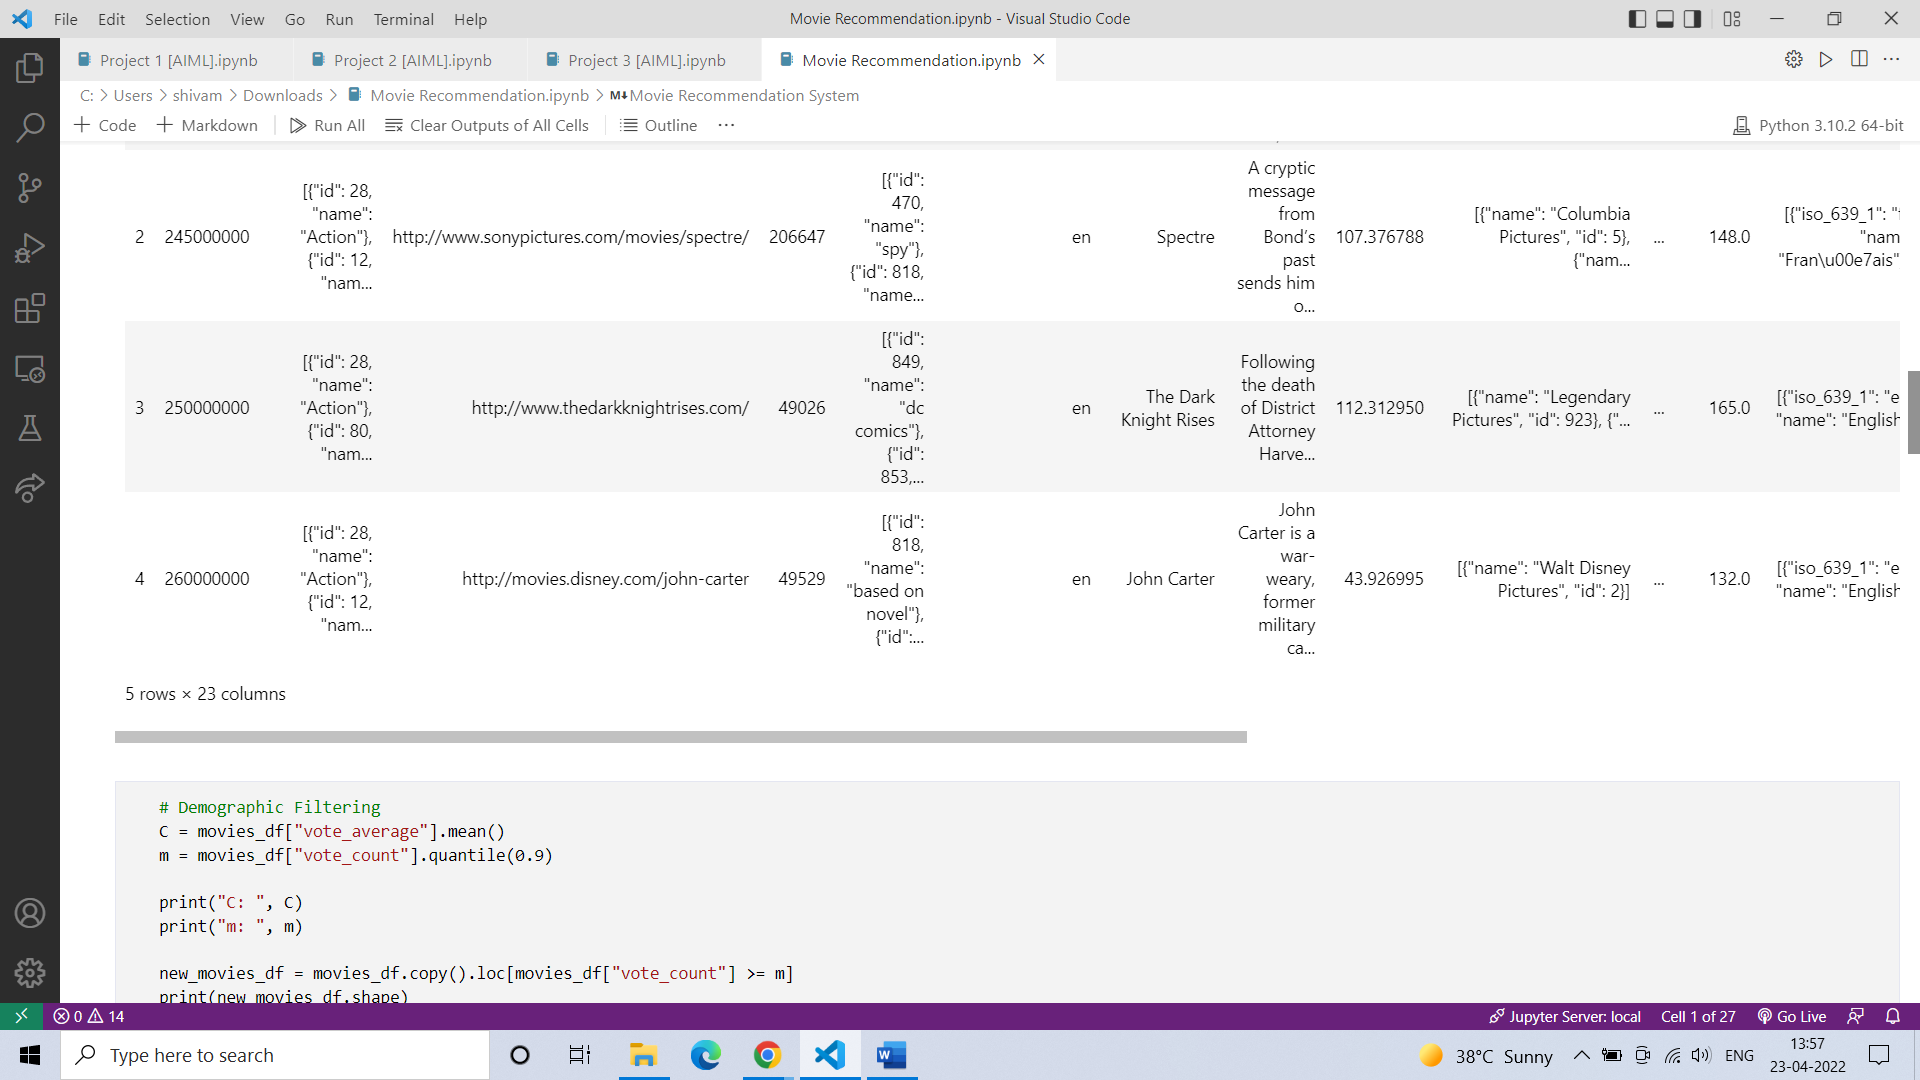 File Edit Selection View Go Run Terminal Help
Movie Recommendation.ipynb - Visual Studio Code
Project 1 [AIML].ipynb
Project 2 [AIML].ipynb
Project 3 [AIML].ipynb
Movie Recommendation.ipynb
C: > Users > shivam > Downloads > Movie Recommendation.ipynb > M↓Movie Recommendation System
+ Code + Markdown Run All Clear Outputs of All Cells Outline ...
Python 3.10.2 64-bit
2 245000000
[{"id": 28,
"name":
"Action"},
{"id": 12,
"nam...
http://www.sonypictures.com/movies/spectre/
206647
[{"id":
470,
"name":
"spy"},
{"id": 818,
"name...
en
Spectre
A cryptic
message
from
Bond’s
past
sends him
o...
107.376788
[{"name": "Columbia
Pictures", "id": 5},
{"nam...
...
148.0
[{"iso_639_1": "f
"nam
"Fran\u00e7ais"
3 250000000
[{"id": 28,
"name":
"Action"},
{"id": 80,
"nam...
http://www.thedarkknightrises.com/
49026
[{"id":
849,
"name":
"dc
comics"},
{"id":
853,...
en
The Dark
Knight Rises
Following
the death
of District
Attorney
Harve...
112.312950
[{"name": "Legendary
Pictures", "id": 923}, {"...
...
165.0
[{"iso_639_1": "e
"name": "English
4 260000000
[{"id": 28,
"name":
"Action"},
{"id": 12,
"nam...
http://movies.disney.com/john-carter
49529
[{"id":
818,
"name":
"based on
novel"},
{"id":...
en
John Carter
John
Carter is a
war-
weary,
former
military
ca...
43.926995
[{"name": "Walt Disney
Pictures", "id": 2}]
...
132.0
[{"iso_639_1": "e
"name": "English
5 rows × 23 columns
# Demographic Filtering
C = movies_df["vote_average"].mean()
m = movies_df["vote_count"].quantile(0.9)
print("C: ", C)
print("m: ", m)
new_movies_df = movies_df.copy().loc[movies_df["vote_count"] >= m]
print(new_movies_df.shape)
0 14
Jupyter Server: local Cell 1 of 27 Go Live
Type here to search
38°C Sunny
ENG
13:57
23-04-2022